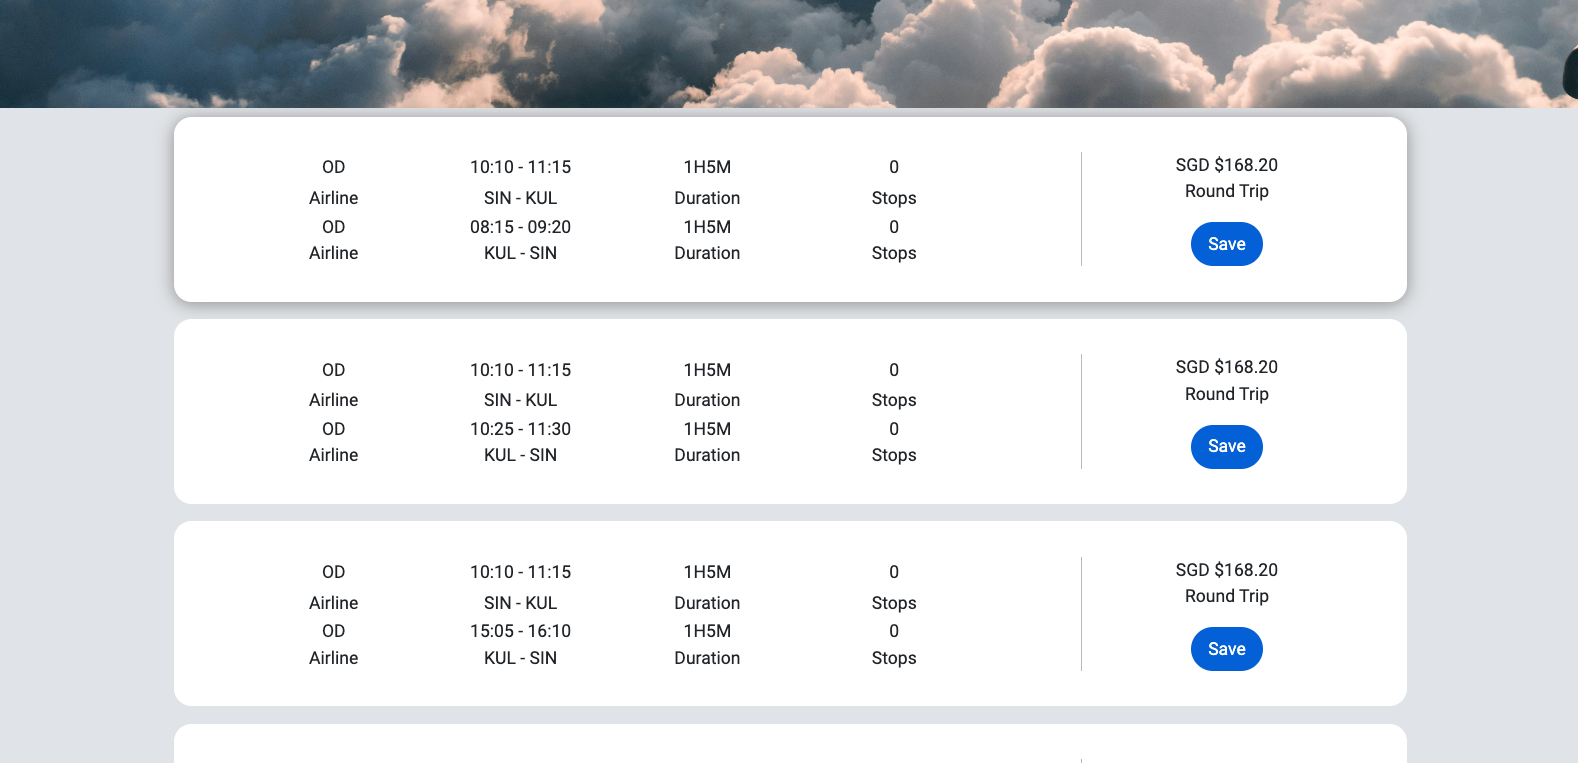 OD 10:10 - 11:15 1H5M 0 SGD $168.20
Airline SIN - KUL Duration Stops Round Trip
OD 08:15 - 09:20 1H5M 0
Airline KUL - SIN Duration Stops Save
OD 10:10 - 11:15 1H5M 0 SGD $168.20
Airline SIN - KUL Duration Stops Round Trip
OD 10:25 - 11:30 1H5M 0
Airline KUL - SIN Duration Stops Save
OD 10:10 - 11:15 1H5M 0 SGD $168.20
Airline SIN - KUL Duration Stops Round Trip
OD 15:05 - 16:10 1H5M 0
Airline KUL - SIN Duration Stops Save